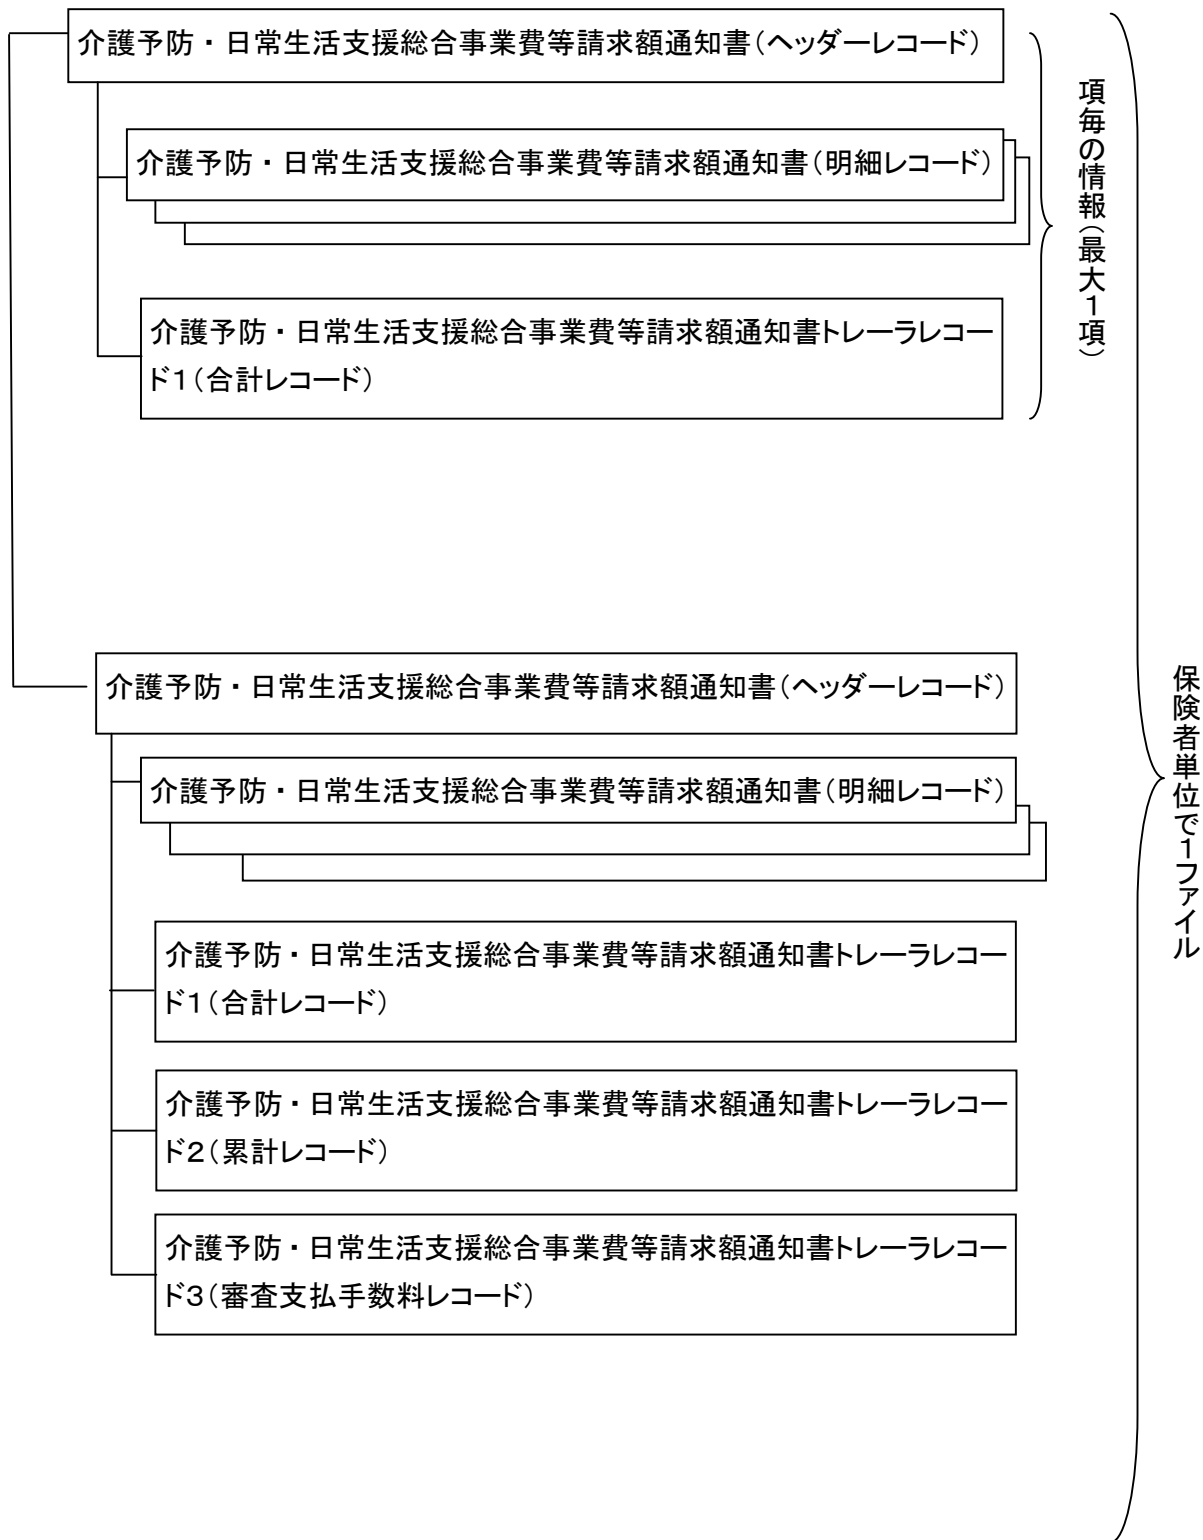 介護予防・日常生活支援総合事業費等請求額通知書（ヘッダーレコード）
介護予防・日常生活支援総合事業費等請求額通知書（明細レコード）
介護予防・日常生活支援総合事業費等請求額通知書トレーラレコー
ド１（合計レコード）
項毎の情報（最大１項）
介護予防・日常生活支援総合事業費等請求額通知書（ヘッダーレコード）
介護予防・日常生活支援総合事業費等請求額通知書（明細レコード）
介護予防・日常生活支援総合事業費等請求額通知書トレーラレコー
ド１（合計レコード）
介護予防・日常生活支援総合事業費等請求額通知書トレーラレコー
ド２（累計レコード）
介護予防・日常生活支援総合事業費等請求額通知書トレーラレコー
ド３（審査支払手数料レコード）
保険者単位で１ファイル